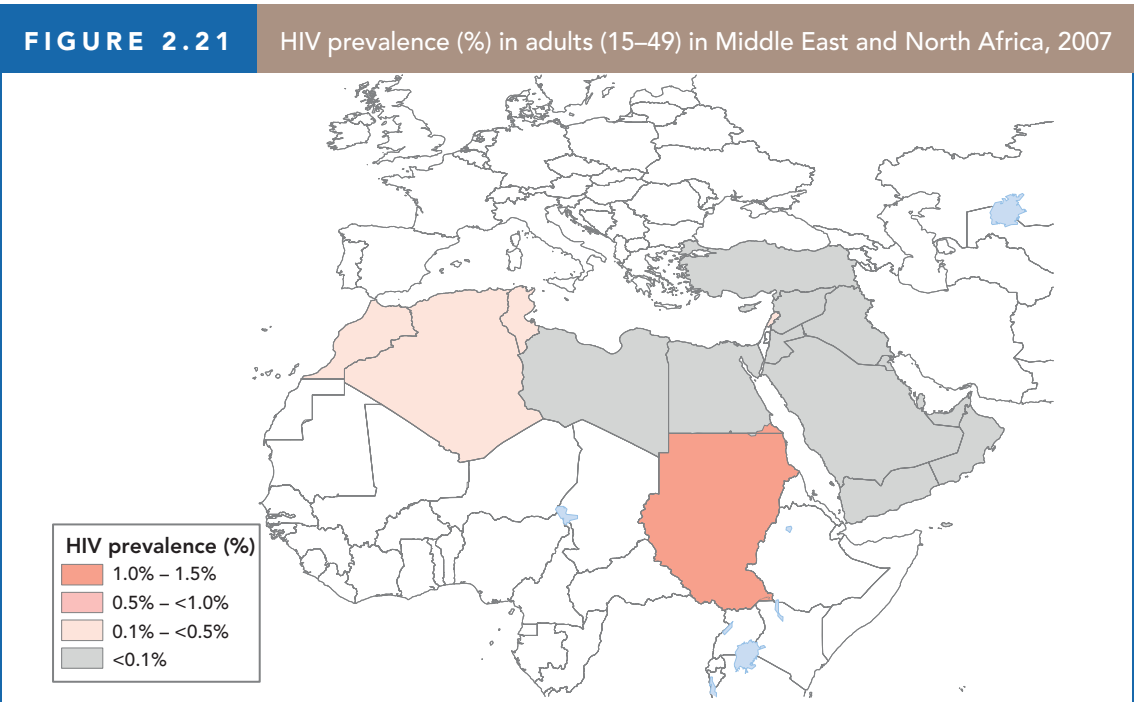 FIGURE 2.21
HIV prevalence (%) in adults (15–49) in Middle East and North Africa, 2007
HIV prevalence (%)
1.0% – 1.5%
0.5% – <1.0%
0.1% – <0.5%
<0.1%